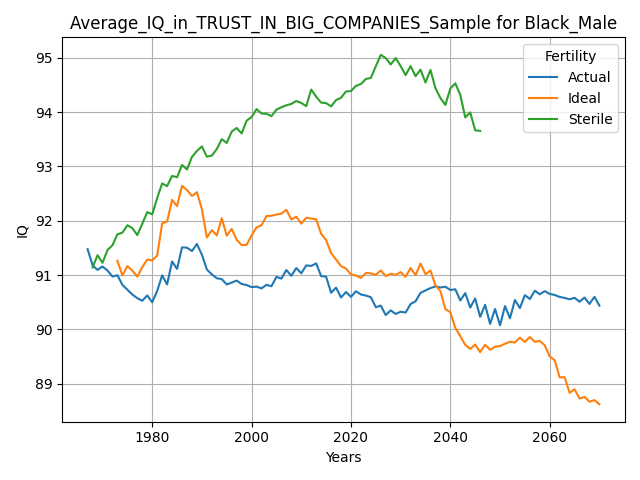 Average_IQ_in_TRUST_IN_BIG_COMPANIES_Sample for Black_Male
Fertility
Actual
Ideal
Sterile
95
94
93
92
91
90
89
IQ
1980 2000 2020 2040 2060
Years